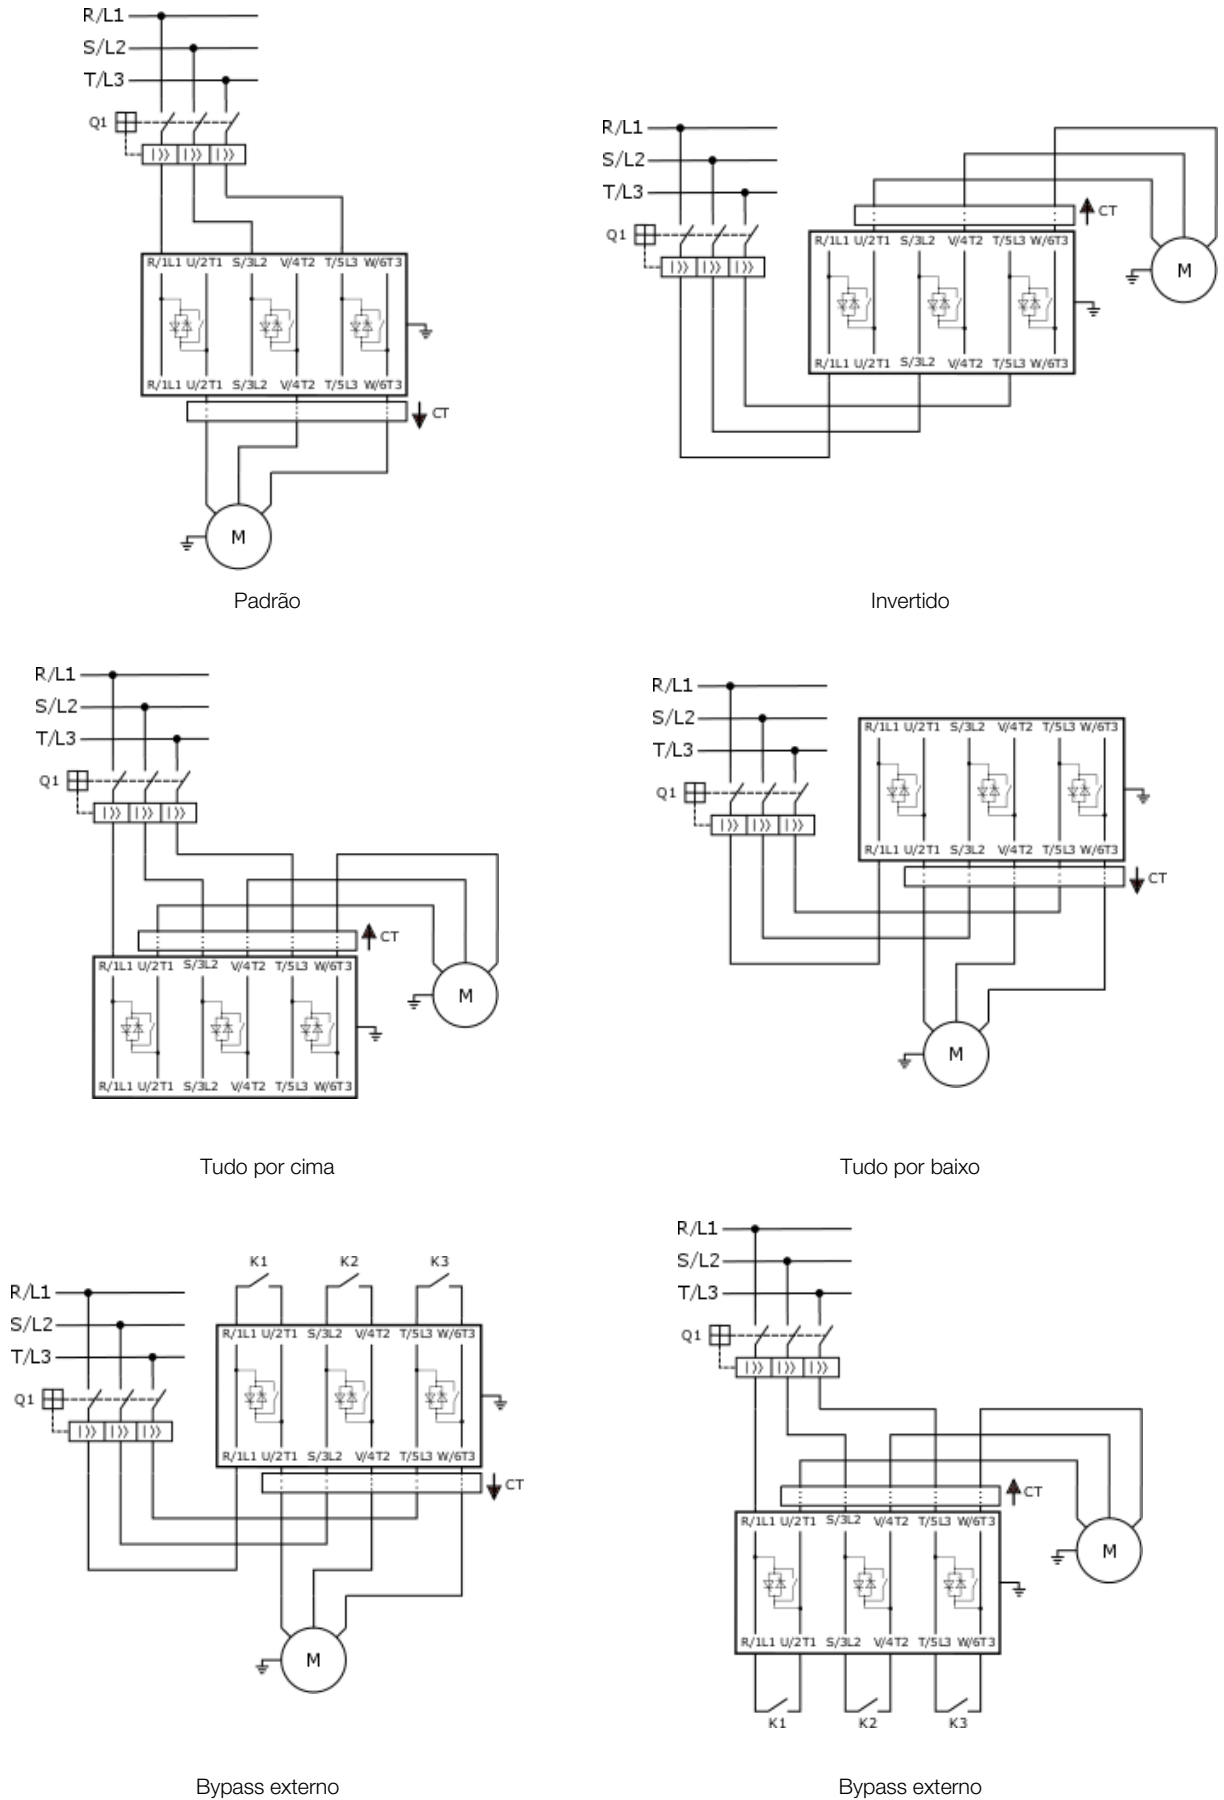 R/L1
S/L2
T/L3
Q1
R/1L1 U/2T1 S/3L2 V/4T2 T/5L3 W/6T3
R/1L1 U/2T1 S/3L2 V/4T2 T/5L3 W/6T3
CT
M
Padrão
R/L1
S/L2
T/L3
Q1
CT
R/1L1 U/2T1 S/3L2 V/4T2 T/5L3 W/6T3
M
R/1L1 U/2T1 S/3L2 V/4T2 T/5L3 W/6T3
Invertido
R/L1
S/L2
T/L3
Q1
CT
R/1L1 U/2T1 S/3L2 V/4T2 T/5L3 W/6T3
M
R/1L1 U/2T1 S/3L2 V/4T2 T/5L3 W/6T3
Tudo por cima
R/L1
S/L2
T/L3
Q1
R/1L1 U/2T1 S/3L2 V/4T2 T/5L3 W/6T3
R/1L1 U/2T1 S/3L2 V/4T2 T/5L3 W/6T3
CT
M
Tudo por baixo
K1 K2 K3
R/L1
S/L2
T/L3
Q1
R/1L1 U/2T1 S/3L2 V/4T2 T/5L3 W/6T3
R/1L1 U/2T1 S/3L2 V/4T2 T/5L3 W/6T3
CT
M
Bypass externo
R/L1
S/L2
T/L3
Q1
CT
R/1L1 U/2T1 S/3L2 V/4T2 T/5L3 W/6T3
M
R/1L1 U/2T1 S/3L2 V/4T2 T/5L3 W/6T3
K1 K2 K3
Bypass externo